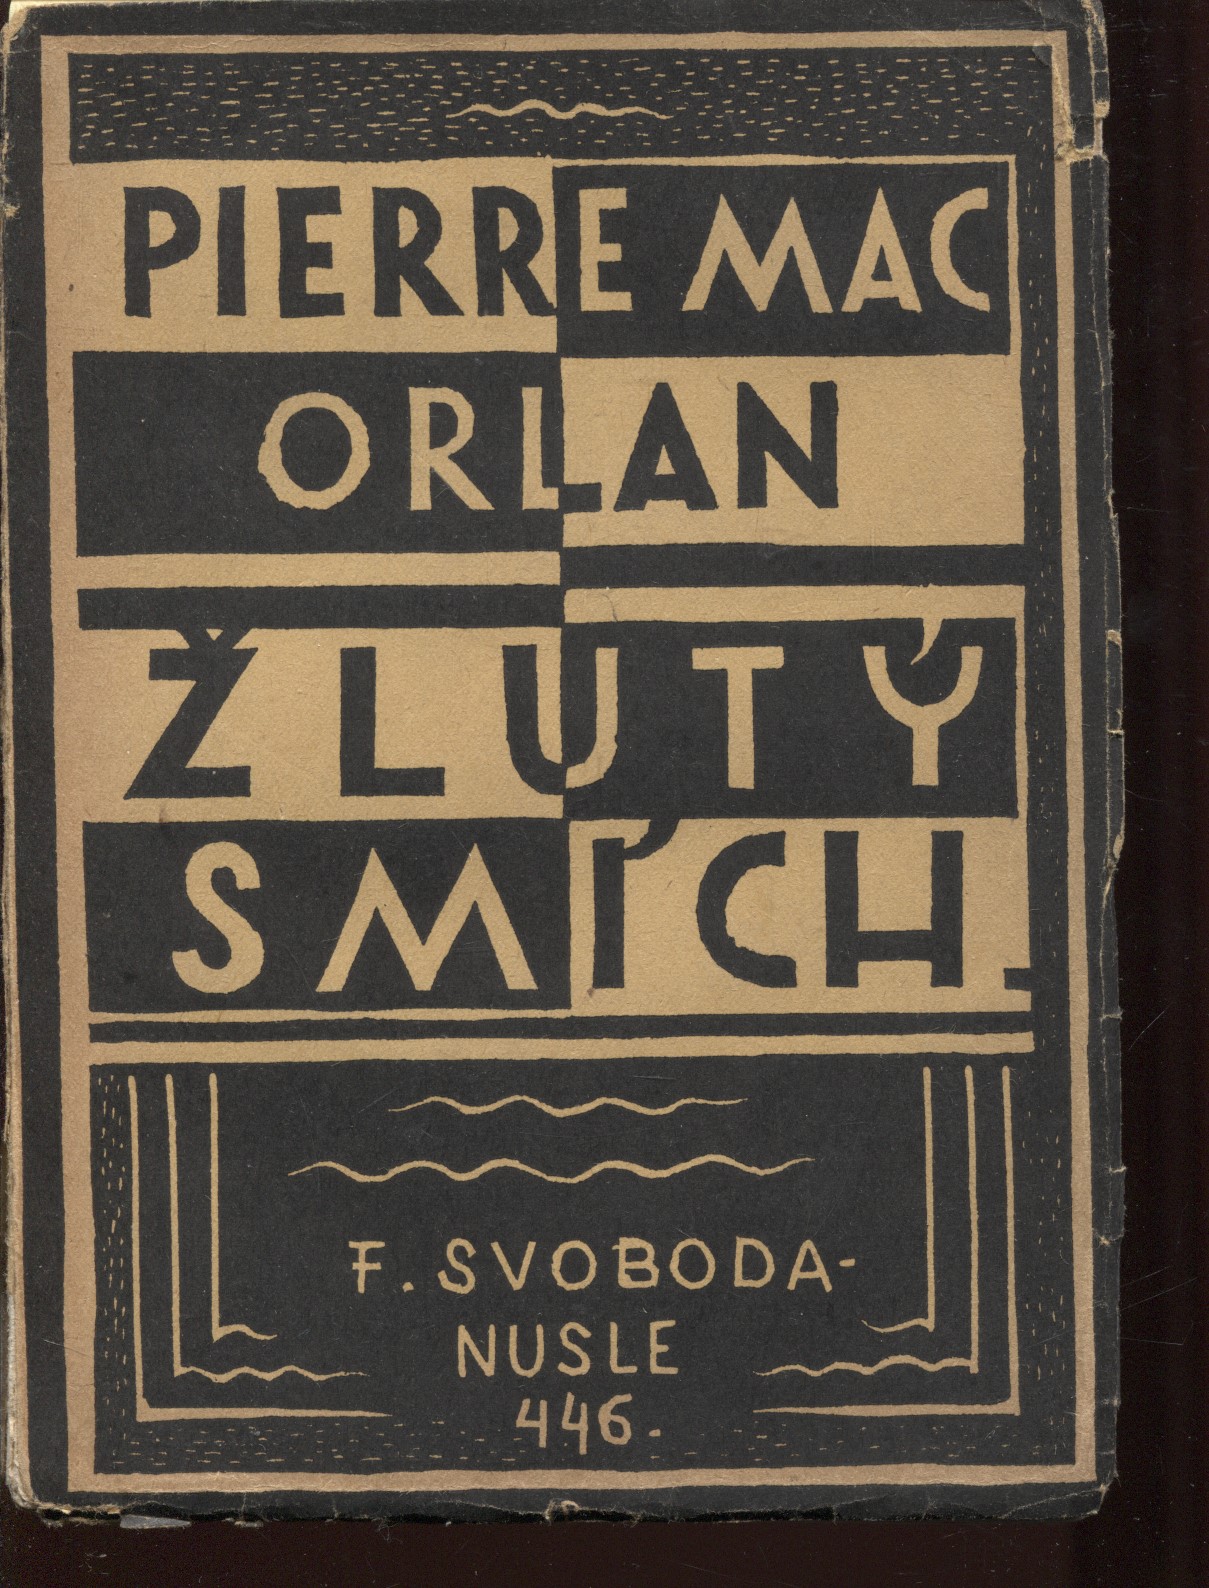 PIERRE MAC
ORLAN
ŽLUTÝ
SMÍCH.
F. SVOBODA-
NUSLE
446.